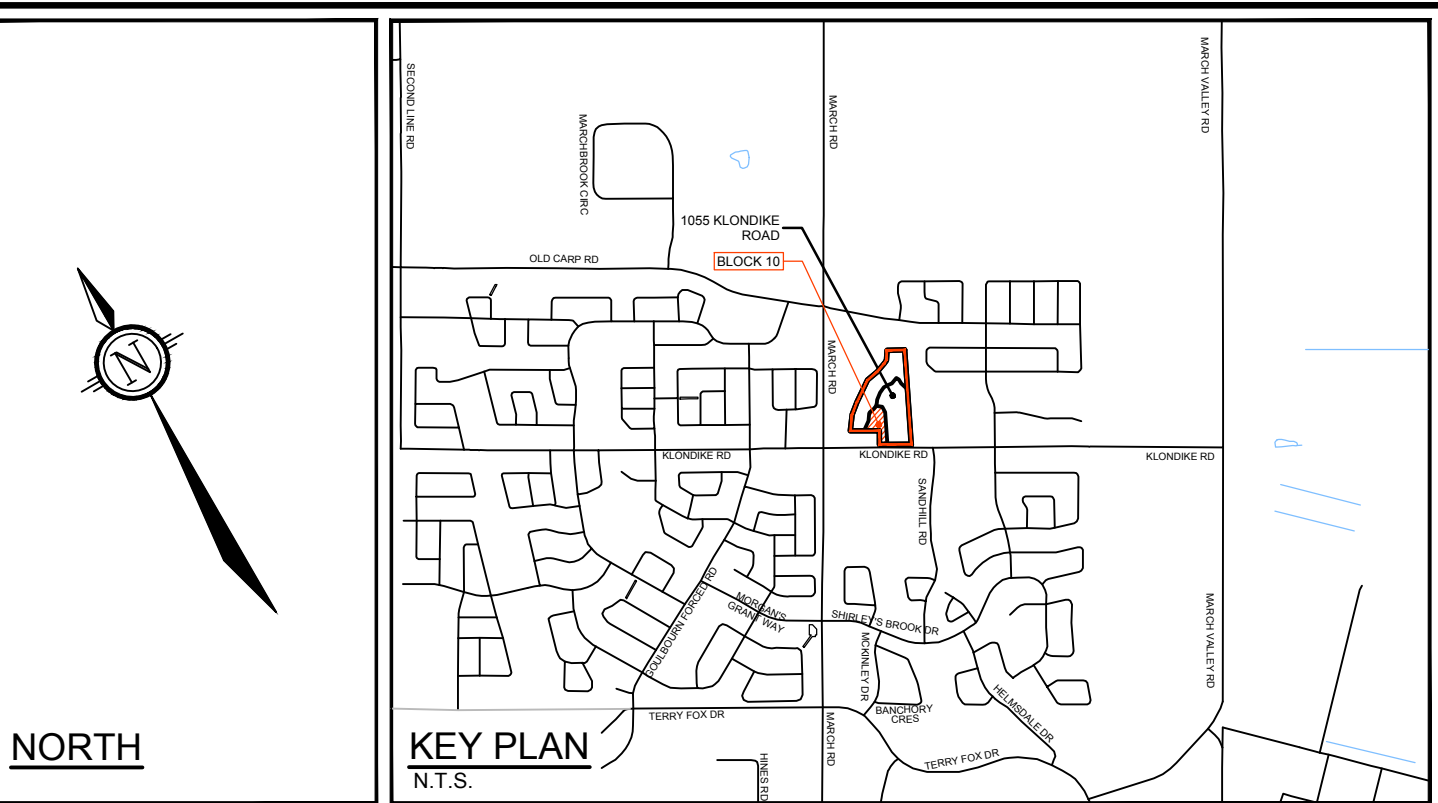 SECOND LINE RD
MARCHBROOK CIRC
MARCH RD
MARCH VALLEY RD
1055 KLONDIKE
ROAD
BLOCK 10
OLD CARP RD
MARCH RD
N
KLONDIKE RD
KLONDIKE RD
KLONDIKE RD
SANDHILL RD
GOULBOURN FORCED RD
MORGAN'S
GRANT WAY
SHIRLEY'S BROOK DR
MCKINLEY DR
MARCH VALLEY RD
BANCHORY
CRES
HELMSDALE DR
TERRY FOX DR
MARCH RD
TERRY FOX DR
HINES RD
NORTH
KEY PLAN
N.T.S.